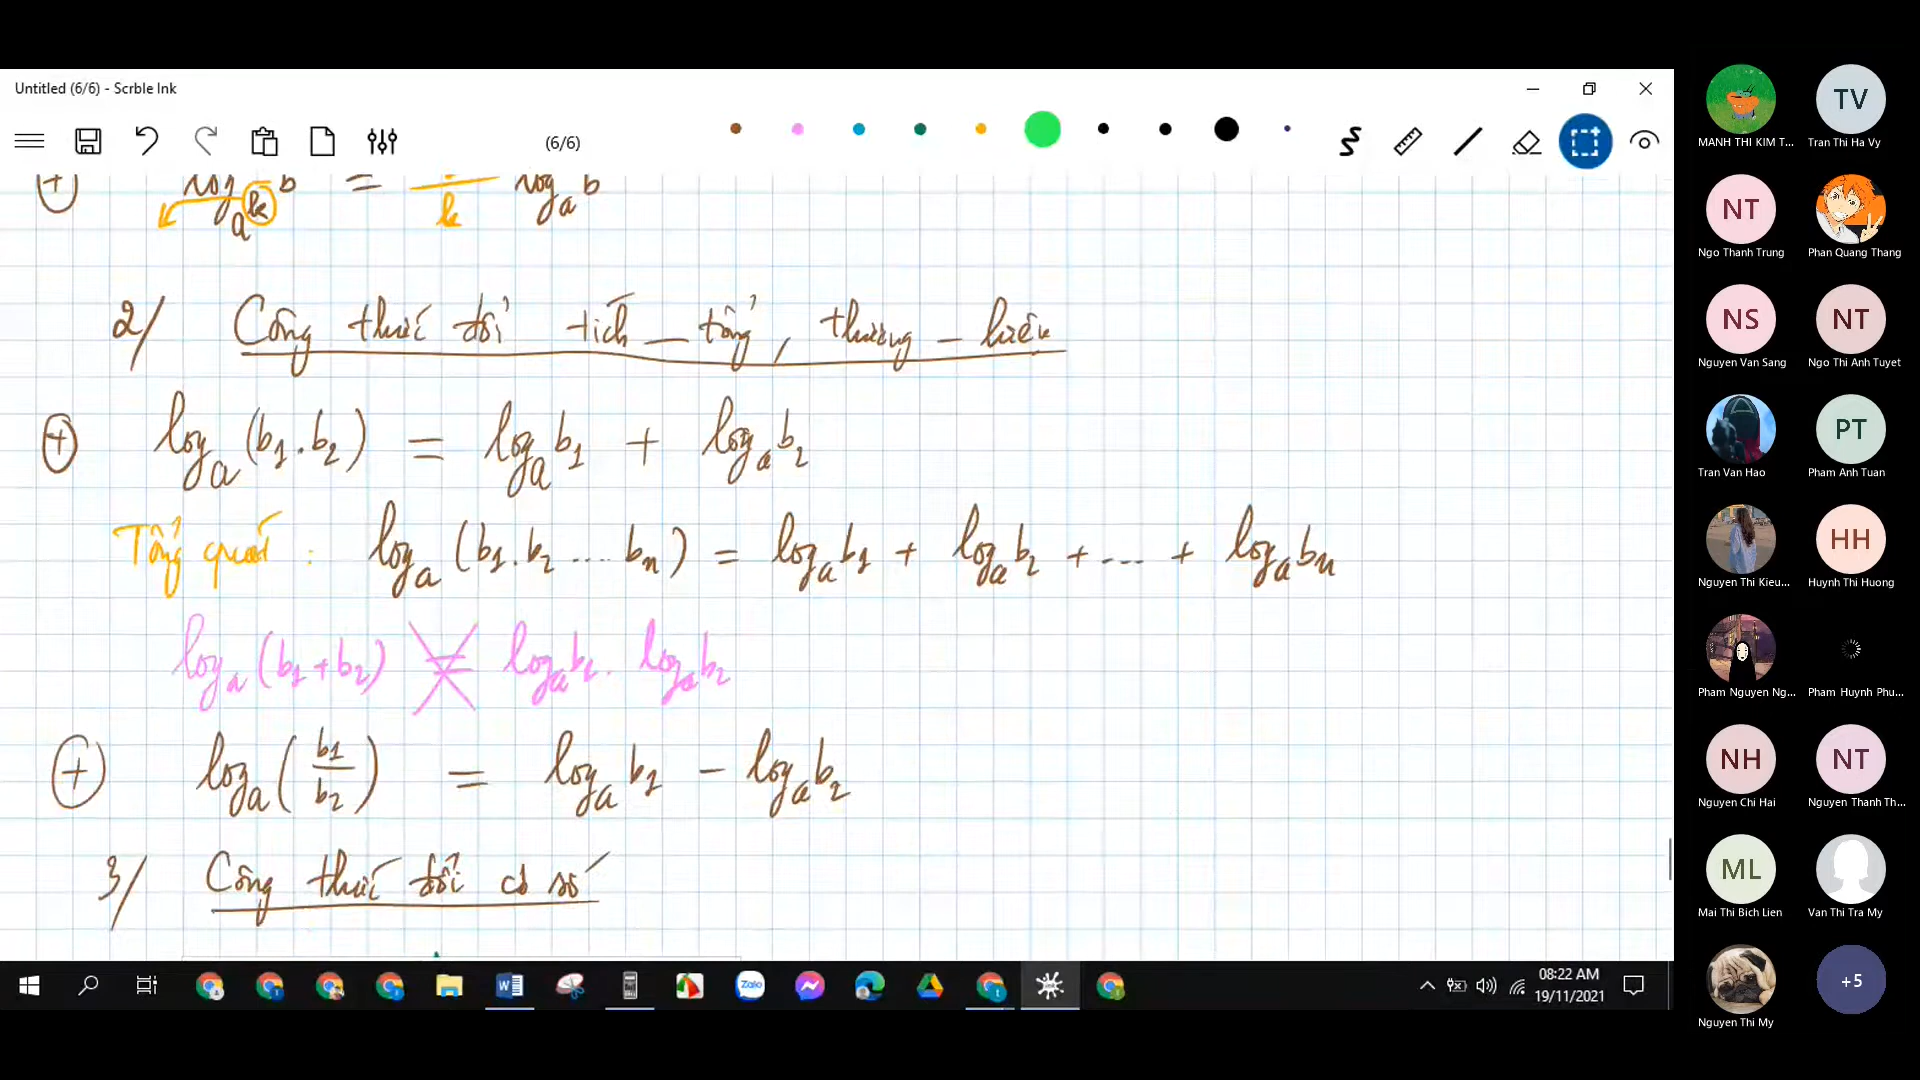 Untitled (6/6) - Scrble Ink
(6/6)
⊕ log_{a^k} b = 1/k log_a b
2/ Công thức đổi tích – tổng, thương – hiệu
⊕ log_a (b₁.b₂) = log_a b₁ + log_a b₂
Tổng quát: log_a (b₁.b₂....bₙ) = log_a b₁ + log_a b₂ + .... + log_a bₙ
log_a (b₁+b₂) = log_a b₁. log_a b₂
⊕ log_a (b₁/b₂) = log_a b₁ – log_a b₂
3/ Công thức đổi cơ số
Zalo
08:22 AM
19/11/2021
MANH THI KIM T...
TV
Tran Thi Ha Vy
NT
Ngo Thanh Trung
Phan Quang Thang
NS
Nguyen Van Sang
NT
Ngo Thi Anh Tuyet
Tran Van Hao
PT
Pham Anh Tuan
Nguyen Thi Kieu...
HH
Huynh Thi Huong
Pham Nguyen Ng...
Pham Huynh Phu...
NH
Nguyen Chi Hai
NT
Nguyen Thanh Th...
ML
Mai Thi Bich Lien
Van Thi Tra My
Nguyen Thi My
+5